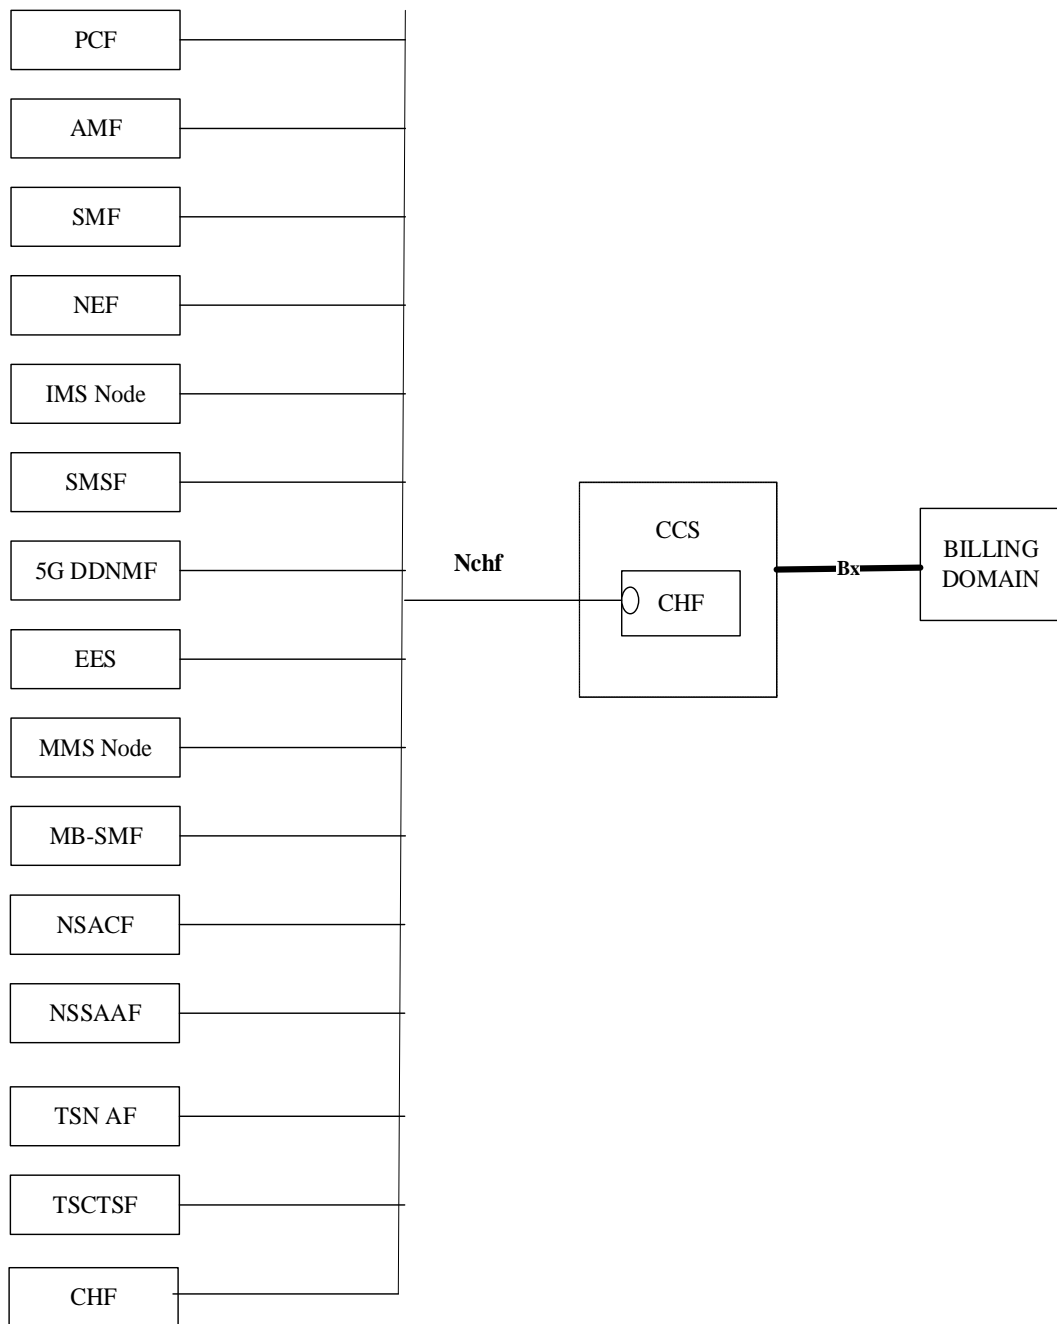 PCF
AMF
SMF
NEF
IMS Node
SMSF
5G DDNMF
EES
MMS Node
MB-SMF
NSACF
NSSAAF
TSN AF
TSCTSF
CHF
Nchf
CCS
CHF
Bx
BILLING
DOMAIN